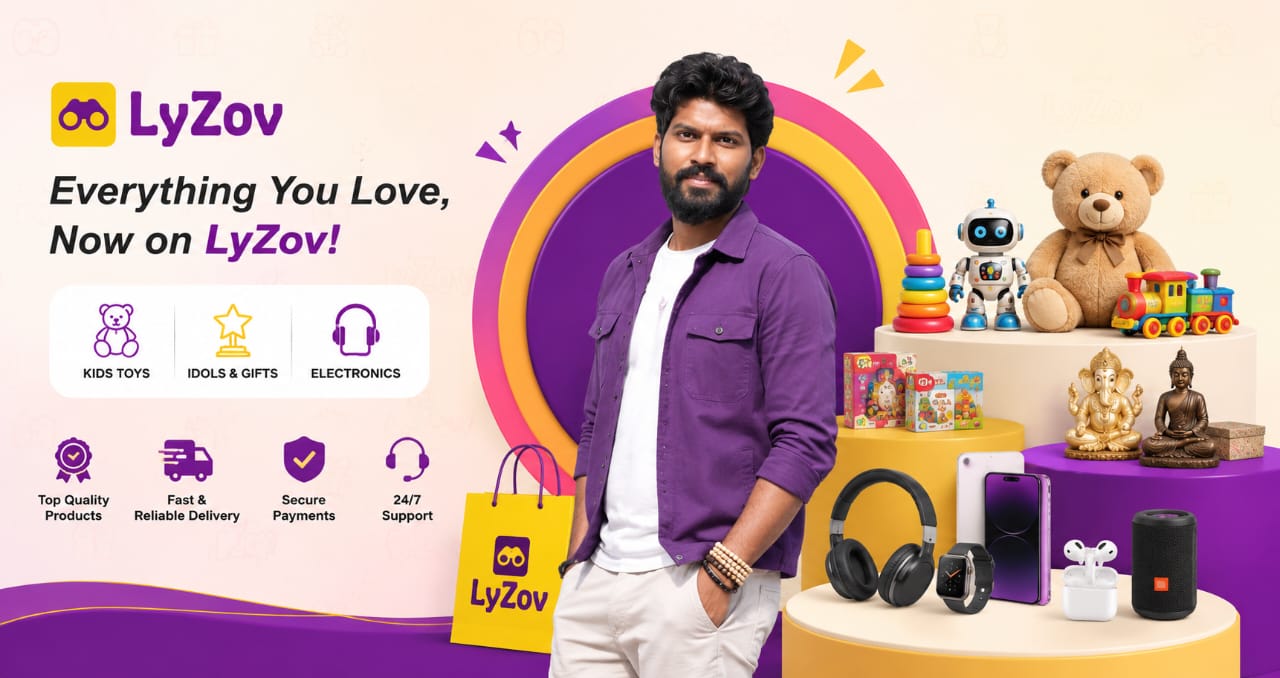 LyZov
Everything You Love,
Now on LyZov!
KIDS TOYS
IDOLS & GIFTS
ELECTRONICS
Top Quality
Products
Fast &
Reliable Delivery
Secure
Payments
24/7
Support
LyZov
JBL